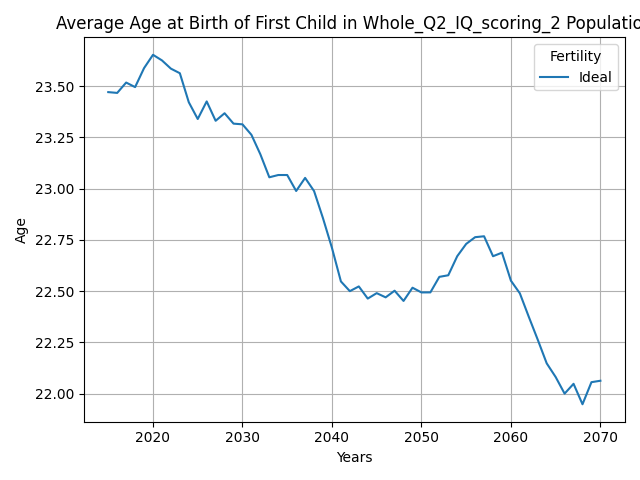 Average Age at Birth of First Child in Whole_Q2_IQ_scoring_2 Populatio
Fertility
Ideal
23.50
23.25
23.00
22.75
22.50
22.25
22.00
Age
2020 2030 2040 2050 2060 2070
Years